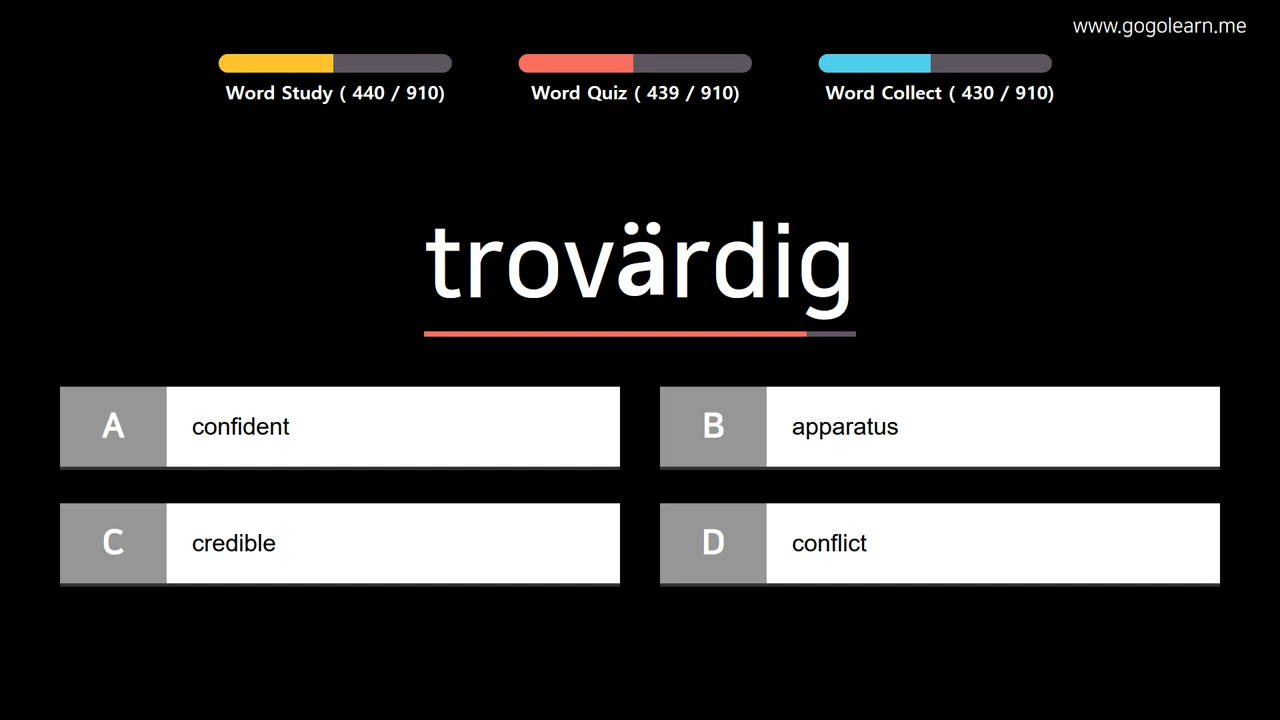 www.gogolearn.me
Word Study ( 440 / 910)
Word Quiz ( 439 / 910)
Word Collect ( 430 / 910)
trovärdig
A confident
B apparatus
C credible
D conflict